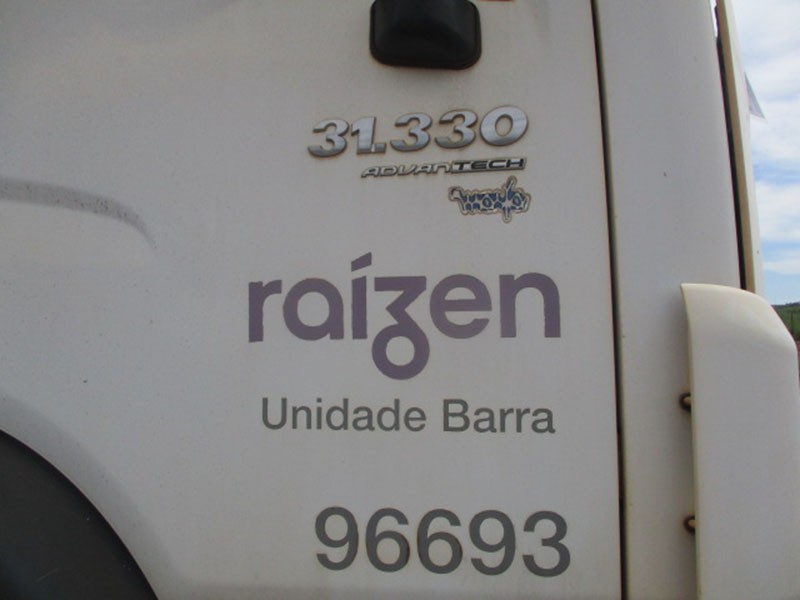 31.330
ADVANTECH
raízen
Unidade Barra
96693